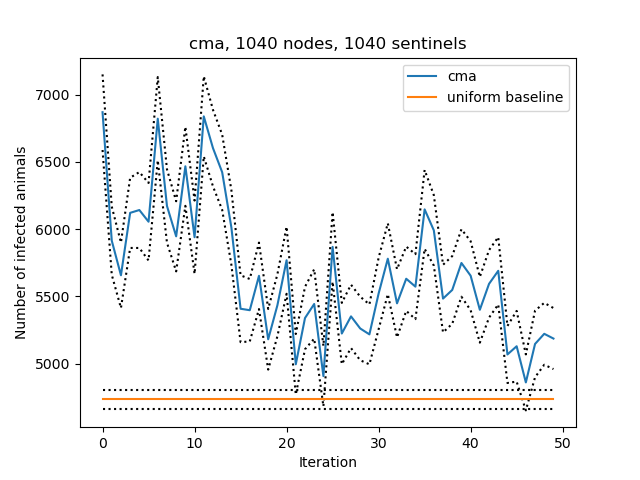 cma, 1040 nodes, 1040 sentinels
cma
uniform baseline
7000
6500
6000
5500
5000
Number of infected animals
0 10 20 30 40 50
Iteration